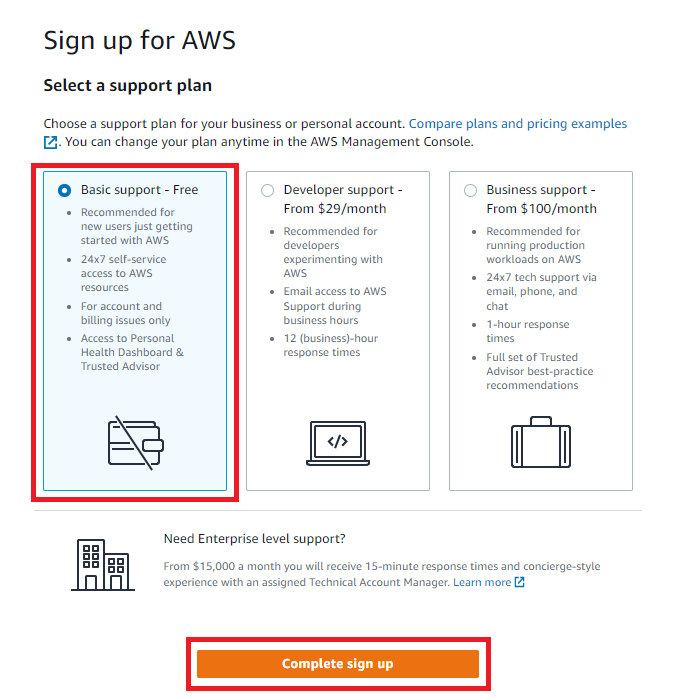 Sign up for AWS
Select a support plan
Choose a support plan for your business or personal account. Compare plans and pricing examples
. You can change your plan anytime in the AWS Management Console.
Basic support - Free
Recommended for
new users just getting
started with AWS
24x7 self-service
access to AWS
resources
For account and
billing issues only
Access to Personal
Health Dashboard &
Trusted Advisor
Developer support -
From $29/month
Recommended for
developers
experimenting with
AWS
Email access to AWS
Support during
business hours
12 (business)-hour
response times
</>
Business support -
From $100/month
Recommended for
running production
workloads on AWS
24x7 tech support via
email, phone, and
chat
1-hour response
times
Full set of Trusted
Advisor best-practice
recommendations
Need Enterprise level support?
From $15,000 a month you will receive 15-minute response times and concierge-style
experience with an assigned Technical Account Manager. Learn more
Complete sign up